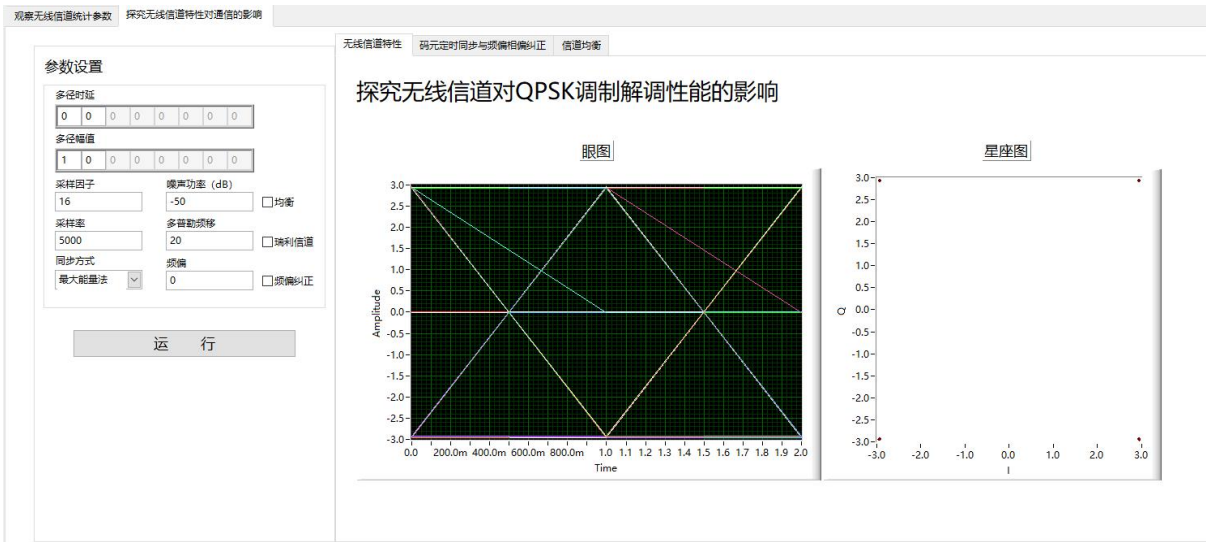 观察无线信道统计参数 探究无线信道特性对通信的影响
无线信道特性 码元定时同步与频偏相偏纠正 信道均衡
参数设置
多径时延
0 0 0 0 0 0 0 0
多径幅值
1 0 0 0 0 0 0 0
采样因子 噪声功率（dB）
16 -50 均衡
采样率 多普勒频移
5000 20 瑞利信道
同步方式 频偏
最大能量法 0 频偏纠正
运 行
探究无线信道对QPSK调制解调性能的影响
眼图
3.0
2.5
2.0
1.5
1.0
0.5
0.0
-0.5
-1.0
-1.5
-2.0
-2.5
-3.0
Amplitude
0.0 200.0m 400.0m 600.0m 800.0m 1.0 1.1 1.2 1.3 1.4 1.5 1.6 1.7 1.8 1.9 2.0
Time
星座图
3.0
2.5
2.0
1.5
1.0
0.5
0.0
-0.5
-1.0
-1.5
-2.0
-2.5
-3.0
Q
-3.0 -2.0 -1.0 0.0 1.0 2.0 3.0
I